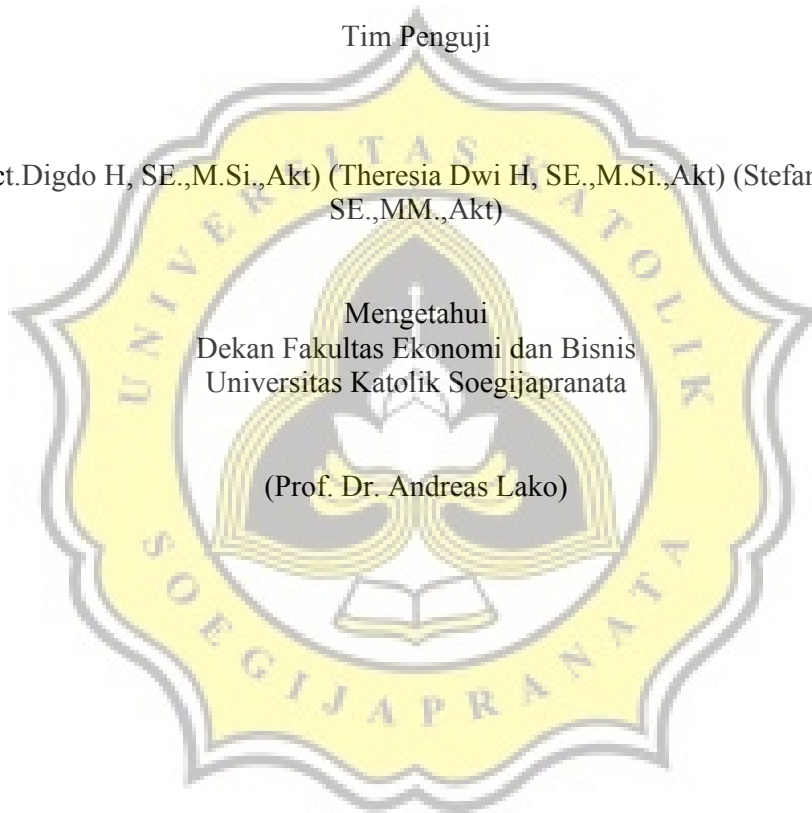 Tim Penguji
ct.Digdo H, SE.,M.Si.,Akt) (Theresia Dwi H, SE.,M.Si.,Akt) (Stefan
SE.,MM.,Akt)
Mengetahui
Dekan Fakultas Ekonomi dan Bisnis
Universitas Katolik Soegijapranata
(Prof. Dr. Andreas Lako)
UNIVERSITAS KATOLIK
SOEGIJAPRANATA